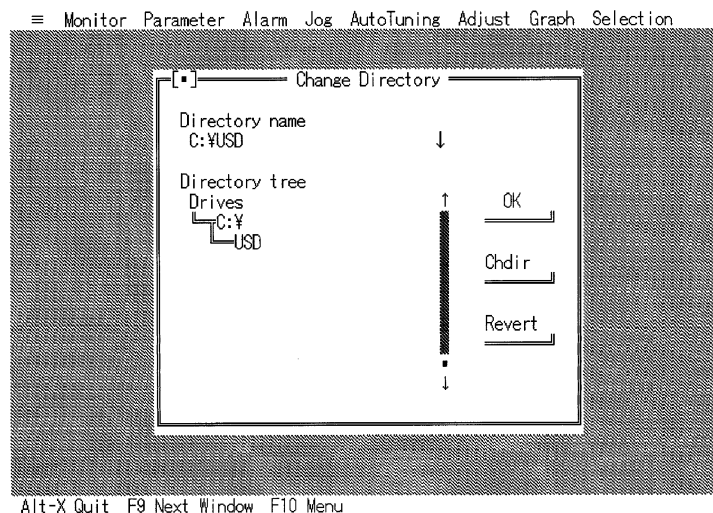 ≡ Monitor Parameter Alarm Jog AutoTuning Adjust Graph Selection
[▪] Change Directory
Directory name
C:¥USD ↓
Directory tree
Drives ↑ OK
C:¥
USD
Chdir
Revert
↓
Alt-X Quit F9 Next Window F10 Menu